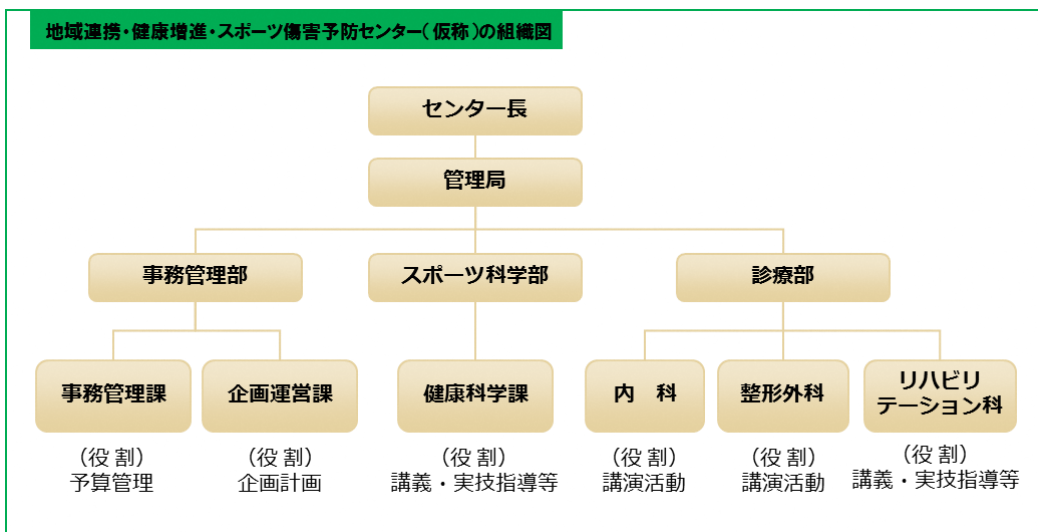 地域連携・健康増進・スポーツ傷害予防センター(仮称)の組織図
センター長
管理局
事務管理部
スポーツ科学部
診療部
事務管理課
企画運営課
健康科学課
内　科
整形外科
リハビリ
テーション科
（役 割）
予算管理
（役 割）
企画計画
（役 割）
講義・実技指導等
（役 割）
講演活動
（役 割）
講演活動
（役 割）
講義・実技指導等